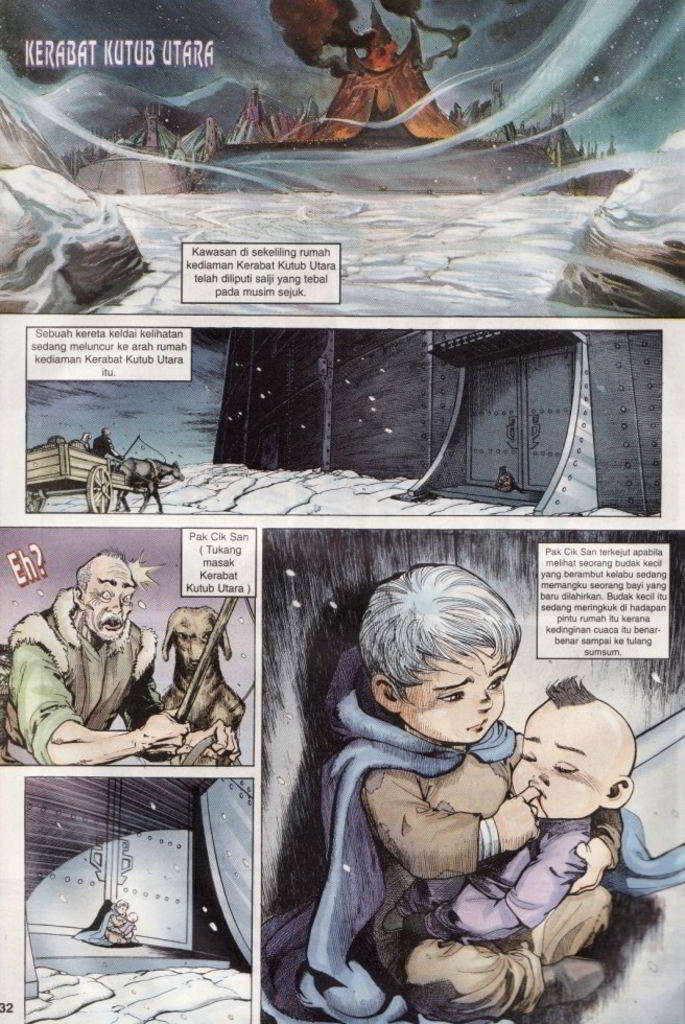 KERABAT KUTUB UTARA
Kawasan di sekeliling rumah
kediaman Kerabat Kutub Utara
telah diliputi salji yang tebal
pada musim sejuk.
Sebuah kereta keldai kelihatan
sedang meluncur ke arah rumah
kediaman Kerabat Kutub Utara
itu.
Eh?
Pak Cik San
( Tukang
masak
Kerabat
Kutub Utara )
Pak Cik San terkejut apabila
melihat seorang budak kecil
yang berambut kelabu sedang
memangku seorang bayi yang
baru dilahirkan. Budak kecil itu
sedang meringkuk di hadapan
pintu rumah itu kerana
kedinginan cuaca itu benar-
benar sampai ke tulang
sumsum.
32